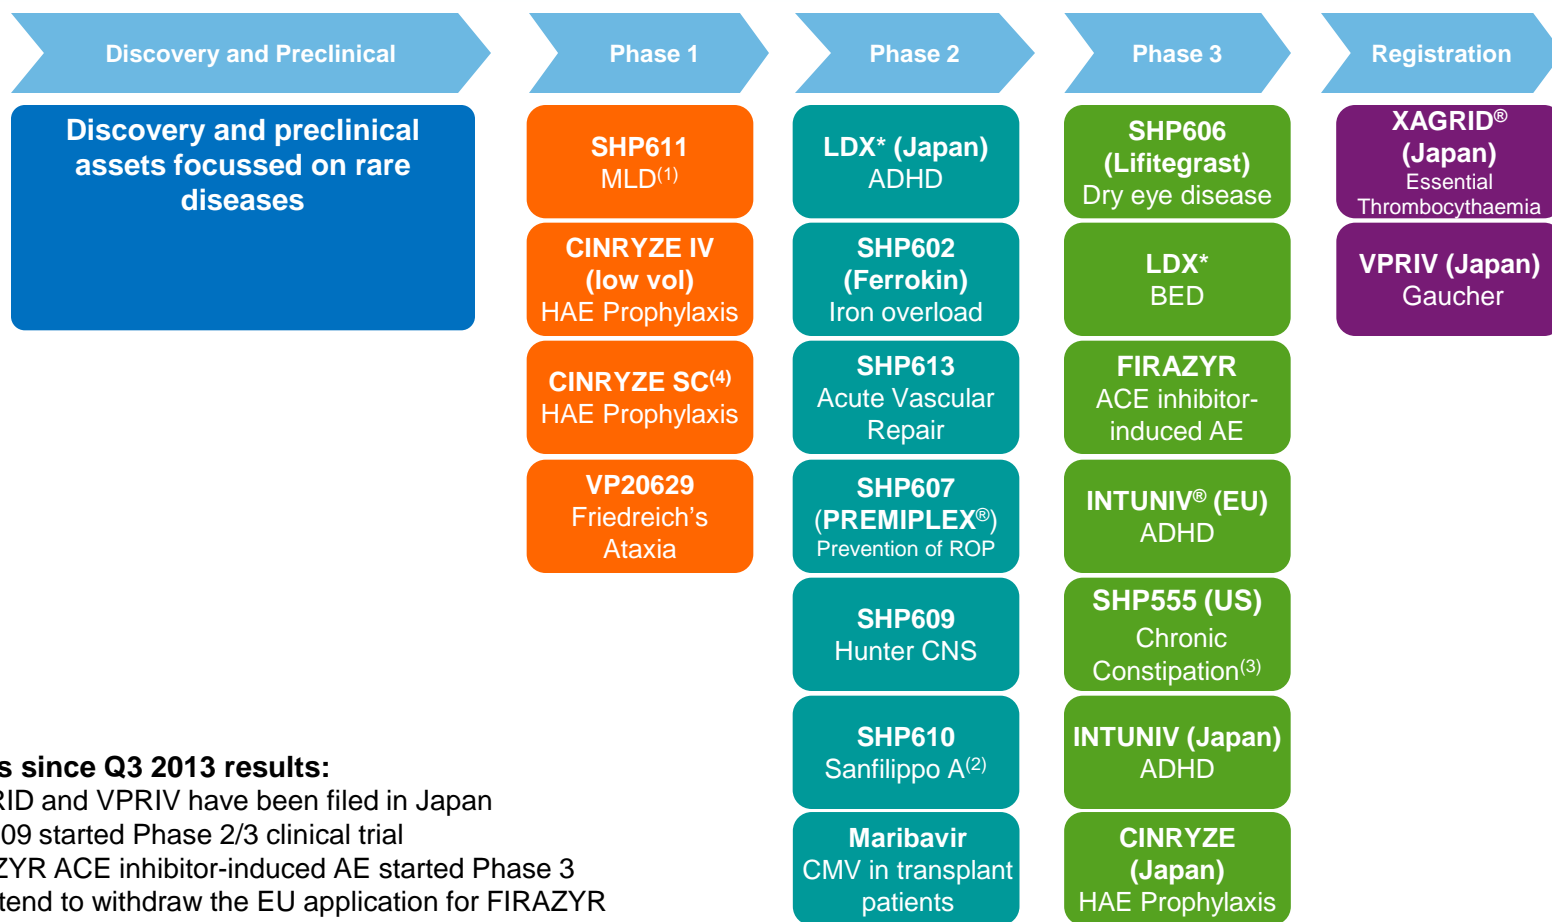 Discovery and Preclinical
Phase 1
Phase 2
Phase 3
Registration
Discovery and preclinical
assets focussed on rare
diseases
SHP611
MLD(1)
CINRYZE IV
(low vol)
HAE Prophylaxis
CINRYZE SC(4)
HAE Prophylaxis
VP20629
Friedreich's
Ataxia
LDX* (Japan)
ADHD
SHP602
(Ferrokin)
Iron overload
SHP613
Acute Vascular
Repair
SHP607
(PREMIPLEX®)
Prevention of ROP
SHP609
Hunter CNS
SHP610
Sanfilippo A(2)
Maribavir
CMV in transplant
patients
SHP606
(Lifitegrast)
Dry eye disease
LDX*
BED
FIRAZYR
ACE inhibitor-
induced AE
INTUNIV® (EU)
ADHD
SHP555 (US)
Chronic
Constipation(3)
INTUNIV (Japan)
ADHD
CINRYZE
(Japan)
HAE Prophylaxis
XAGRID®
(Japan)
Essential
Thrombocythaemia
VPRIV (Japan)
Gaucher
s since Q3 2013 results:
RID and VPRIV have been filed in Japan
09 started Phase 2/3 clinical trial
ZYR ACE inhibitor-induced AE started Phase 3
tend to withdraw the EU application for FIRAZYR